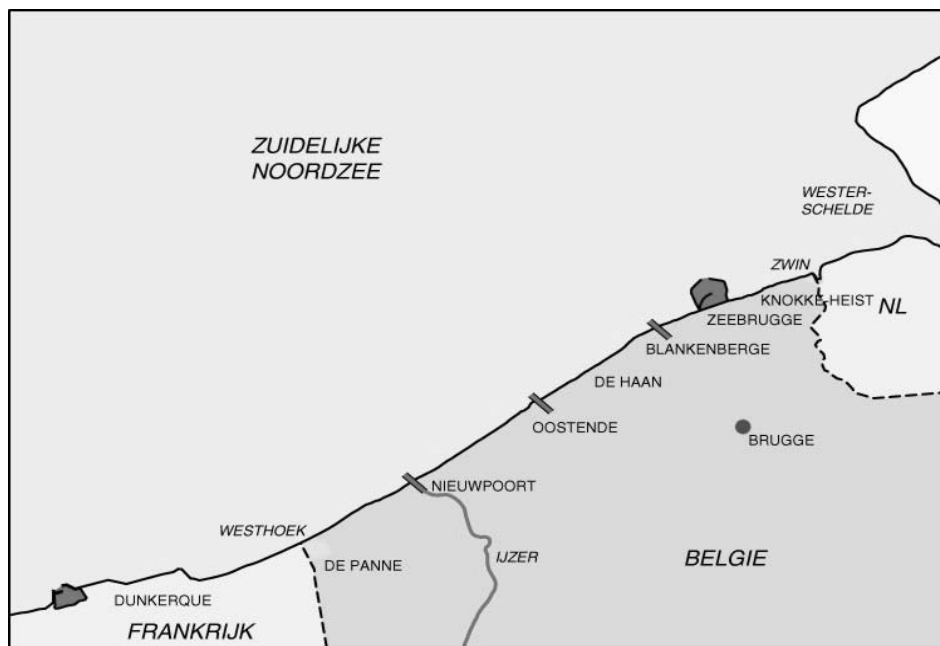 ZUIDELIJKE
NOORDZEE
WESTER-
SCHELDE
ZWIN
KNOKKE-HEIST
NL
ZEEBRUGGE
BLANKENBERGE
DE HAAN
OOSTENDE
BRUGGE
NIEUWPOORT
WESTHOEK
DE PANNE
IJZER
BELGIE
DUNKERQUE
FRANKRIJK